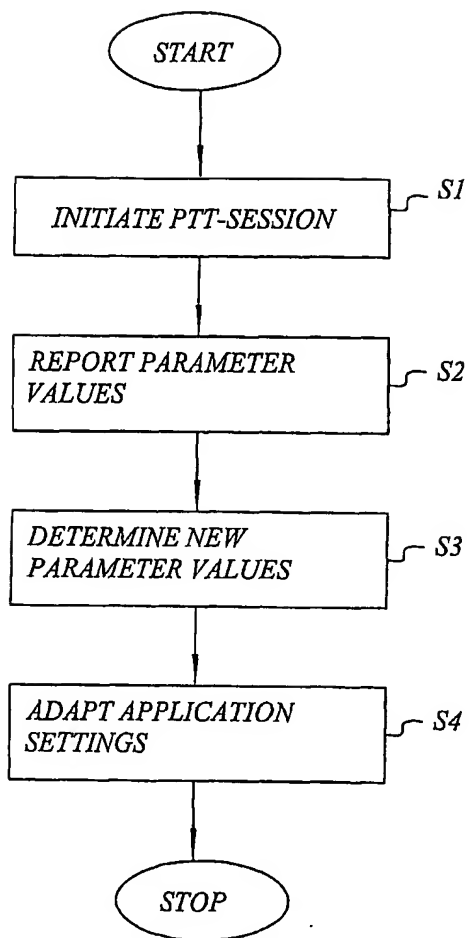 START
INITIATE PTT-SESSION
S1
REPORT PARAMETER
VALUES
S2
DETERMINE NEW
PARAMETER VALUES
S3
ADAPT APPLICATION
SETTINGS
S4
STOP